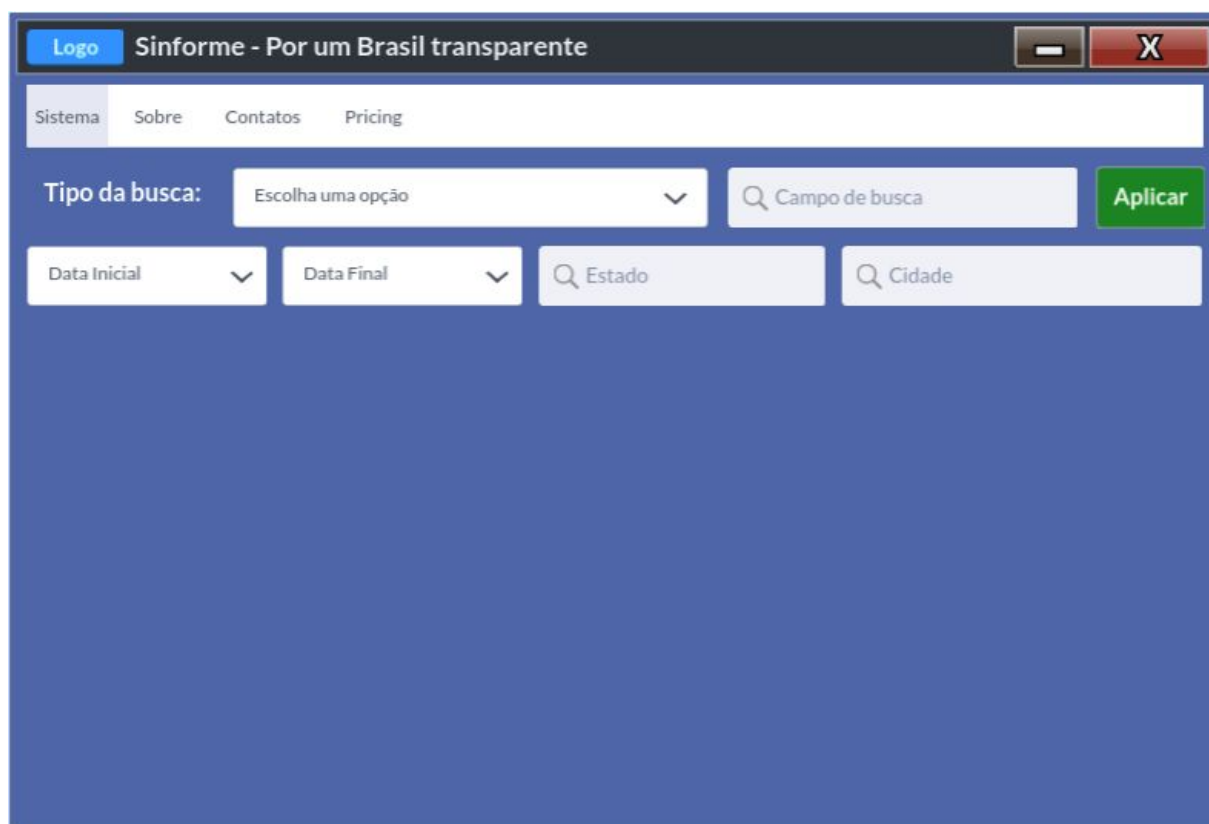 Logo Sinforme - Por um Brasil transparente X
Sistema Sobre Contatos Pricing
Tipo da busca: Escolha uma opção Campo de busca Aplicar
Data Inicial Data Final Estado Cidade